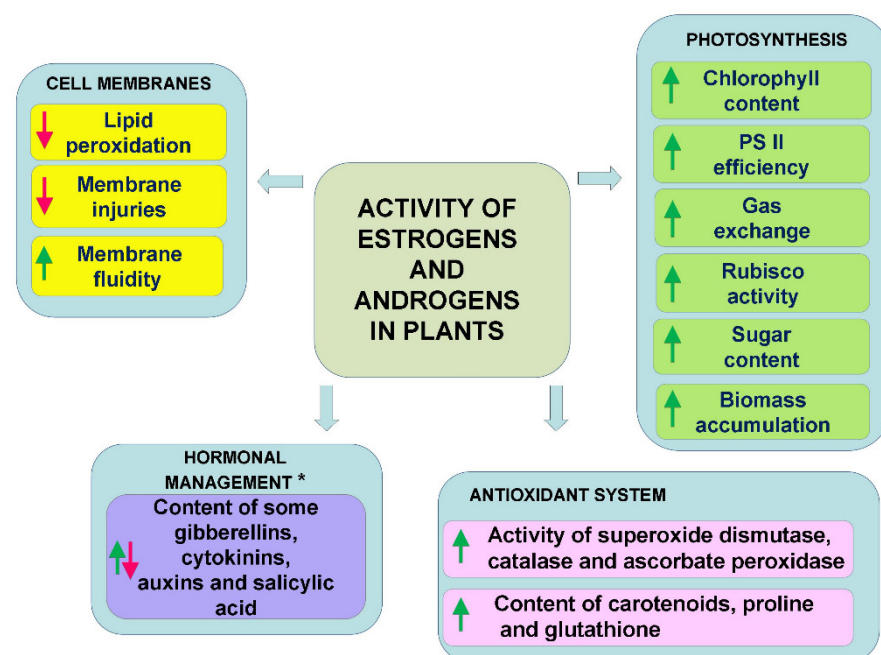 CELL MEMBRANES
Lipid
peroxidation
Membrane
injuries
Membrane
fluidity
ACTIVITY OF
ESTROGENS
AND
ANDROGENS
IN PLANTS
PHOTOSYNTHESIS
Chlorophyll
content
PS II
efficiency
Gas
exchange
Rubisco
activity
Sugar
content
Biomass
accumulation
HORMONAL
MANAGEMENT *
Content of some
gibberellins,
cytokinins,
auxins and salicylic
acid
ANTIOXIDANT SYSTEM
Activity of superoxide dismutase,
catalase and ascorbate peroxidase
Content of carotenoids, proline
and glutathione